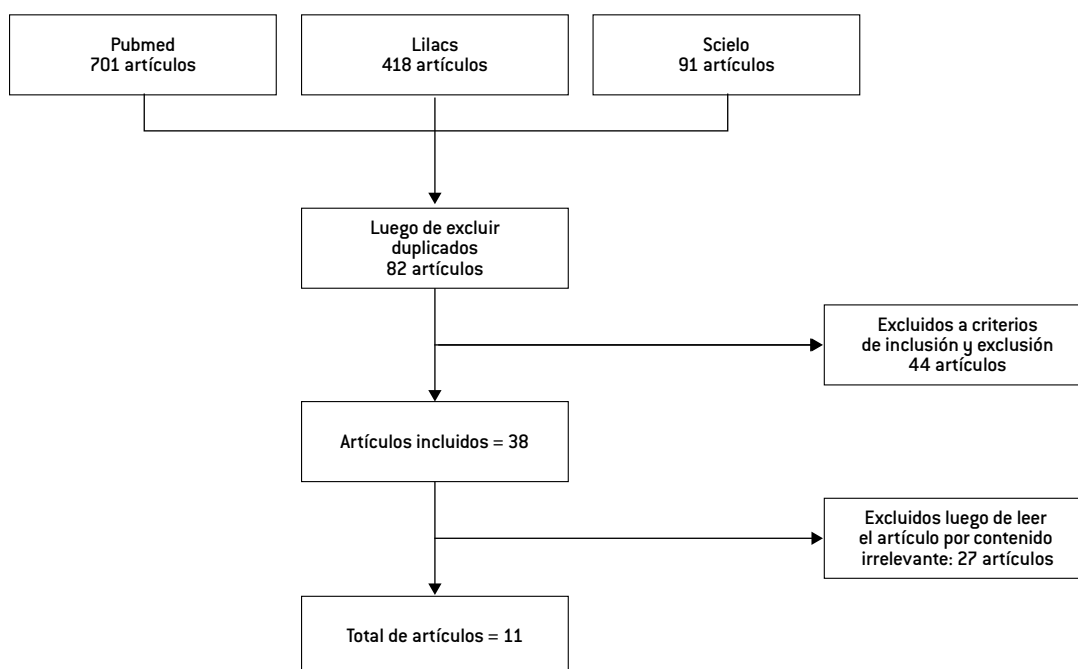 Pubmed
701 artículos
Lilacs
418 artículos
Scielo
91 artículos
Luego de excluir
duplicados
82 artículos
Excluidos a criterios
de inclusión y exclusión
44 artículos
Artículos incluidos = 38
Excluidos luego de leer
el artículo por contenido
irrelevante: 27 artículos
Total de artículos = 11